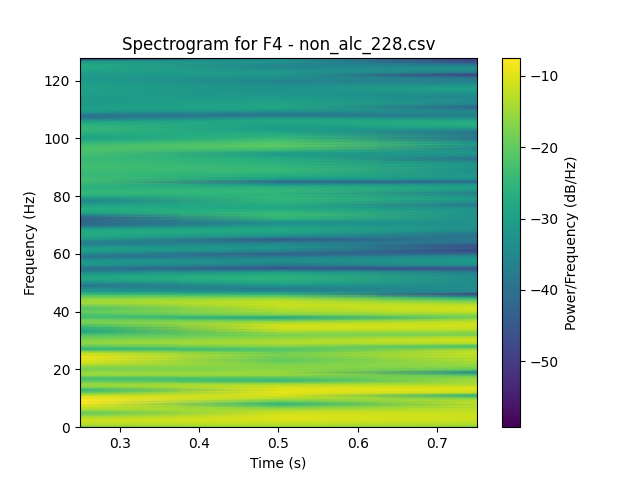 Spectrogram for F4 - non_alc_228.csv
120
100
80
60
40
20
0
Frequency (Hz)
0.3 0.4 0.5 0.6 0.7
Time (s)
−10
−20
−30
−40
−50
Power/Frequency (dB/Hz)